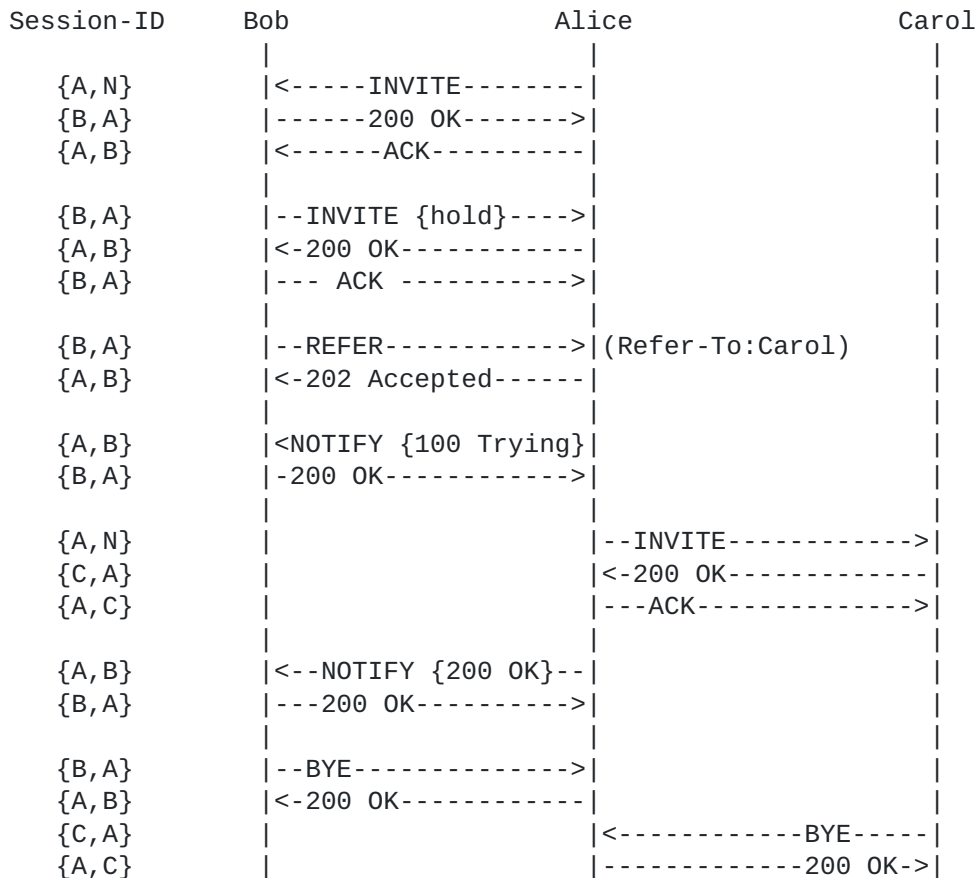 Session-ID     Bob                 Alice                 Carol
                |                    |                     |
   {A,N}        |<-----INVITE--------|                     |
   {B,A}        |------200 OK------->|                     |
   {A,B}        |<------ACK----------|                     |
                |                    |                     |
   {B,A}        |--INVITE {hold}---->|                     |
   {A,B}        |<-200 OK------------|                     |
   {B,A}        |--- ACK ----------->|                     |
                |                    |                     |
   {B,A}        |--REFER------------>|(Refer-To:Carol)     |
   {A,B}        |<-202 Accepted------|                     |
                |                    |                     |
   {A,B}        |<NOTIFY {100 Trying}|                     |
   {B,A}        |-200 OK------------>|                     |
                |                    |                     |
   {A,N}        |                    |--INVITE------------>|
   {C,A}        |                    |<-200 OK-------------|
   {A,C}        |                    |---ACK-------------->|
                |                    |                     |
   {A,B}        |<--NOTIFY {200 OK}--|                     |
   {B,A}        |---200 OK---------->|                     |
                |                    |                     |
   {B,A}        |--BYE-------------->|                     |
   {A,B}        |<-200 OK------------|                     |
   {C,A}        |                    |<------------BYE-----|
   {A,C}        |                    |-------------200 OK->|